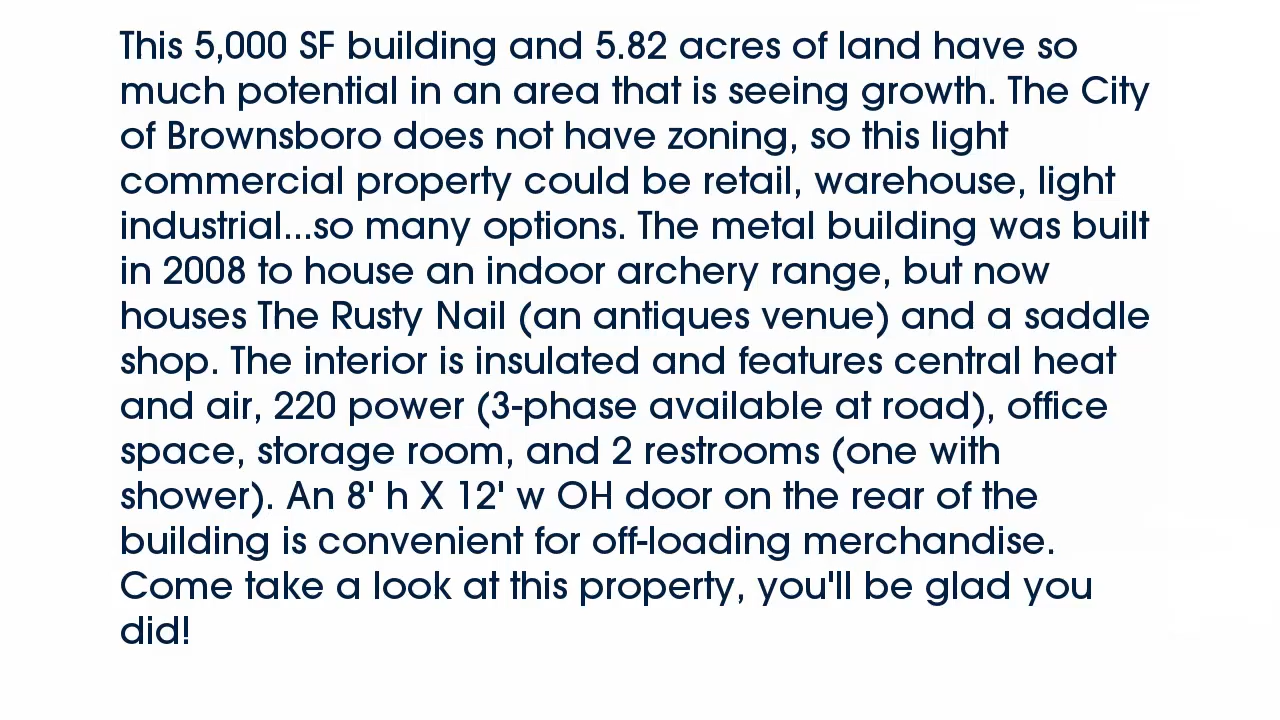 This 5,000 SF building and 5.82 acres of land have so
much potential in an area that is seeing growth. The City
of Brownsboro does not have zoning, so this light
commercial property could be retail, warehouse, light
industrial...so many options. The metal building was built
in 2008 to house an indoor archery range, but now
houses The Rusty Nail (an antiques venue) and a saddle
shop. The interior is insulated and features central heat
and air, 220 power (3-phase available at road), office
space, storage room, and 2 restrooms (one with
shower). An 8' h X 12' w OH door on the rear of the
building is convenient for off-loading merchandise.
Come take a look at this property, you'll be glad you
did!